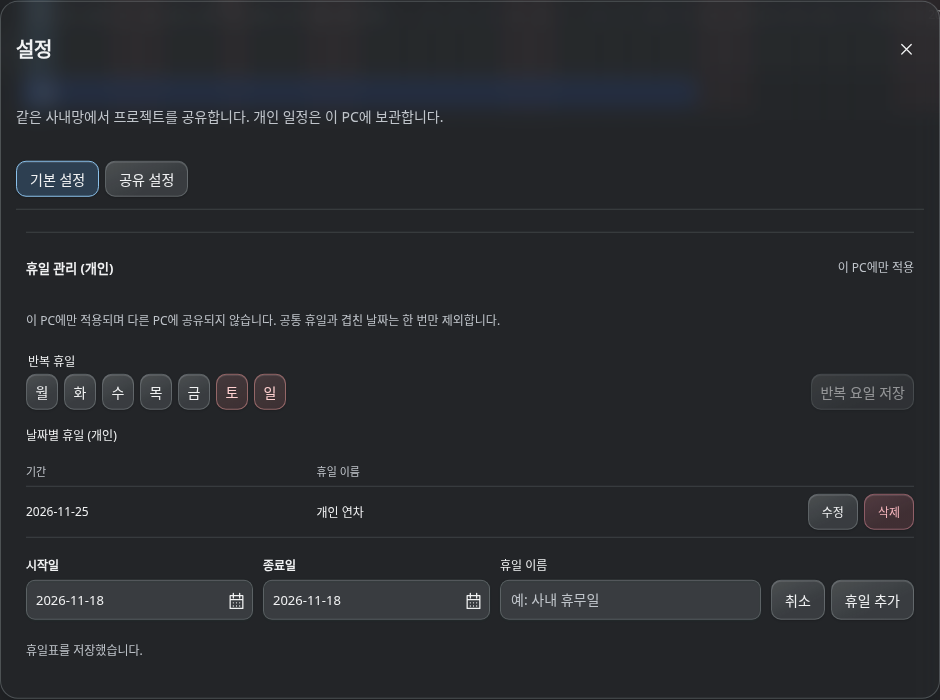 설정
같은 사내망에서 프로젝트를 공유합니다. 개인 일정은 이 PC에 보관합니다.
기본 설정 공유 설정
휴일 관리 (개인) 이 PC에만 적용
이 PC에만 적용되며 다른 PC에 공유되지 않습니다. 공통 휴일과 겹친 날짜는 한 번만 제외합니다.
반복 휴일
월 화 수 목 금 토 일 반복 요일 저장
날짜별 휴일 (개인)
기간 휴일 이름
2026-11-25 개인 연차 수정 삭제
시작일 종료일 휴일 이름
2026-11-18 2026-11-18 예: 사내 휴무일 취소 휴일 추가
휴일표를 저장했습니다.